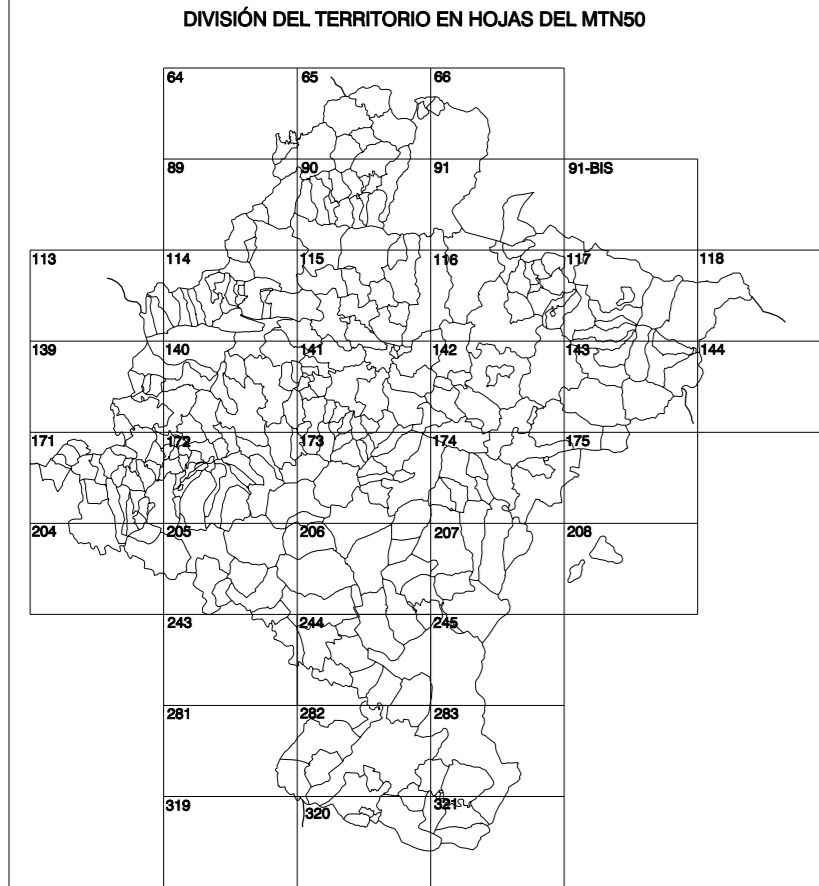 DIVISIÓN DEL TERRITORIO EN HOJAS DEL MTN50
64 65 66
89 90 91 91-BIS
113 114 115 116 117 118
139 140 141 142 143 144
171 172 173 174 175
204 205 206 207 208
243 244 245
281 282 283
319 320 321